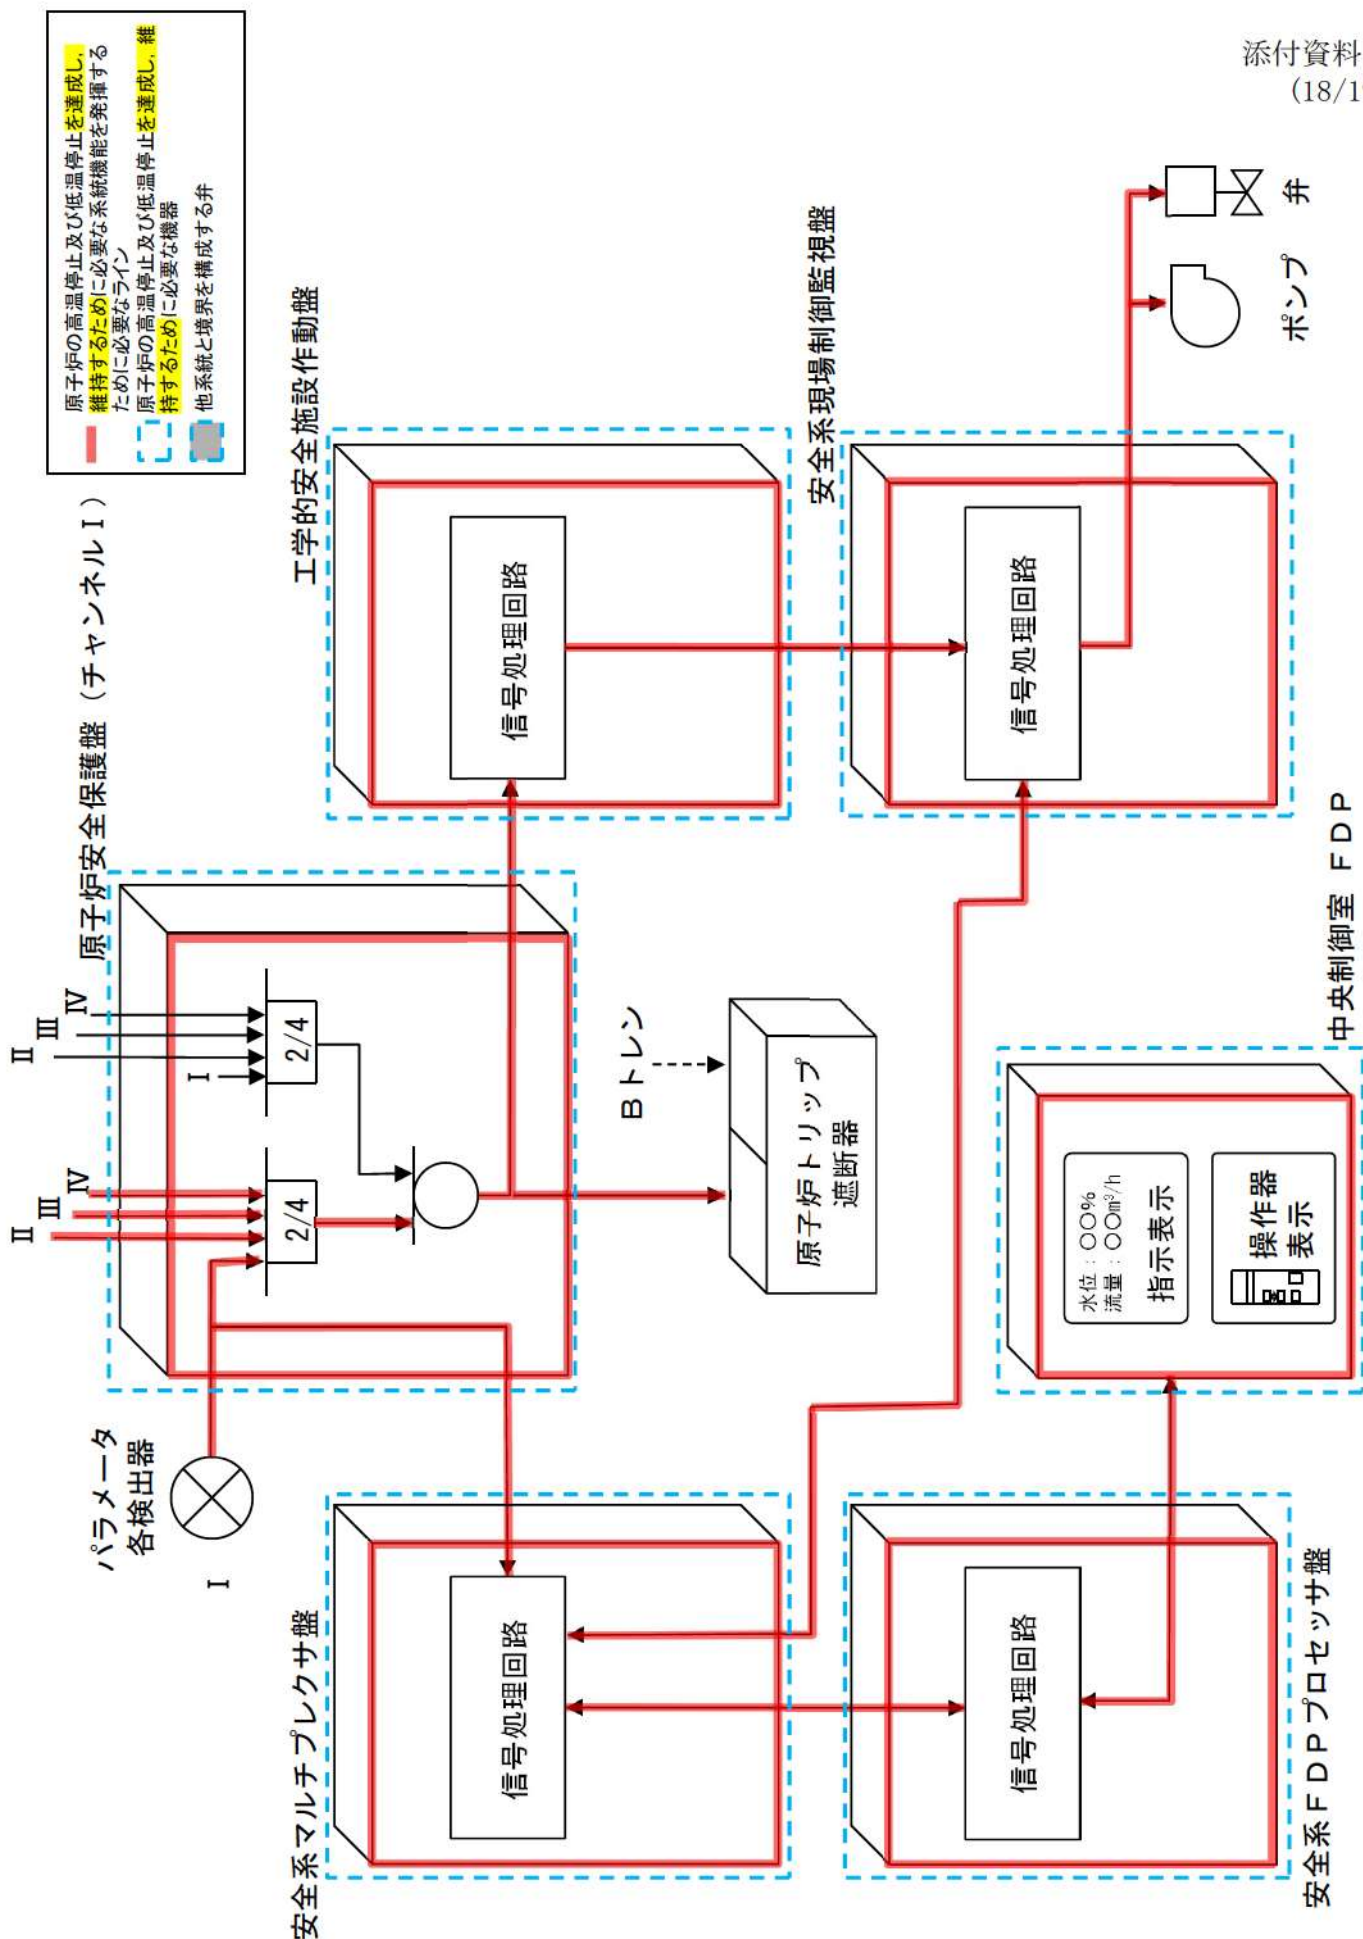 添付資料
(18/1
原子炉の高温停止及び低温停止を達成し,
維持するために必要な系統機能を発揮する
ために必要なライン
原子炉の高温停止及び低温停止を達成し, 維
持するために必要な機器
他系統と境界を構成する弁
パラメータ
各検出器
Ⅰ
Ⅱ
Ⅲ
Ⅳ
Ⅱ
Ⅲ
Ⅳ
Ⅰ
原子炉安全保護盤（チャンネルⅠ）
2/4
2/4
安全系マルチプレクサ盤
信号処理回路
工学的安全施設作動盤
信号処理回路
Bトレン
原子炉トリップ
遮断器
安全系FDPプロセッサ盤
信号処理回路
中央制御室 FDP
水位：○○%
流量：○○m³/h
指示表示
操作器
表示
安全系現場制御監視盤
信号処理回路
ポンプ
弁